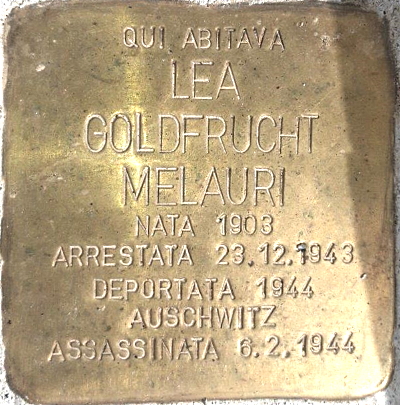 QUI ABITAVA
LEA
GOLDFRUCHT
MELAURI
NATA 1903
ARRESTATA 23.12.1943
DEPORTATA 1944
AUSCHWITZ
ASSASSINATA 6.2.1944